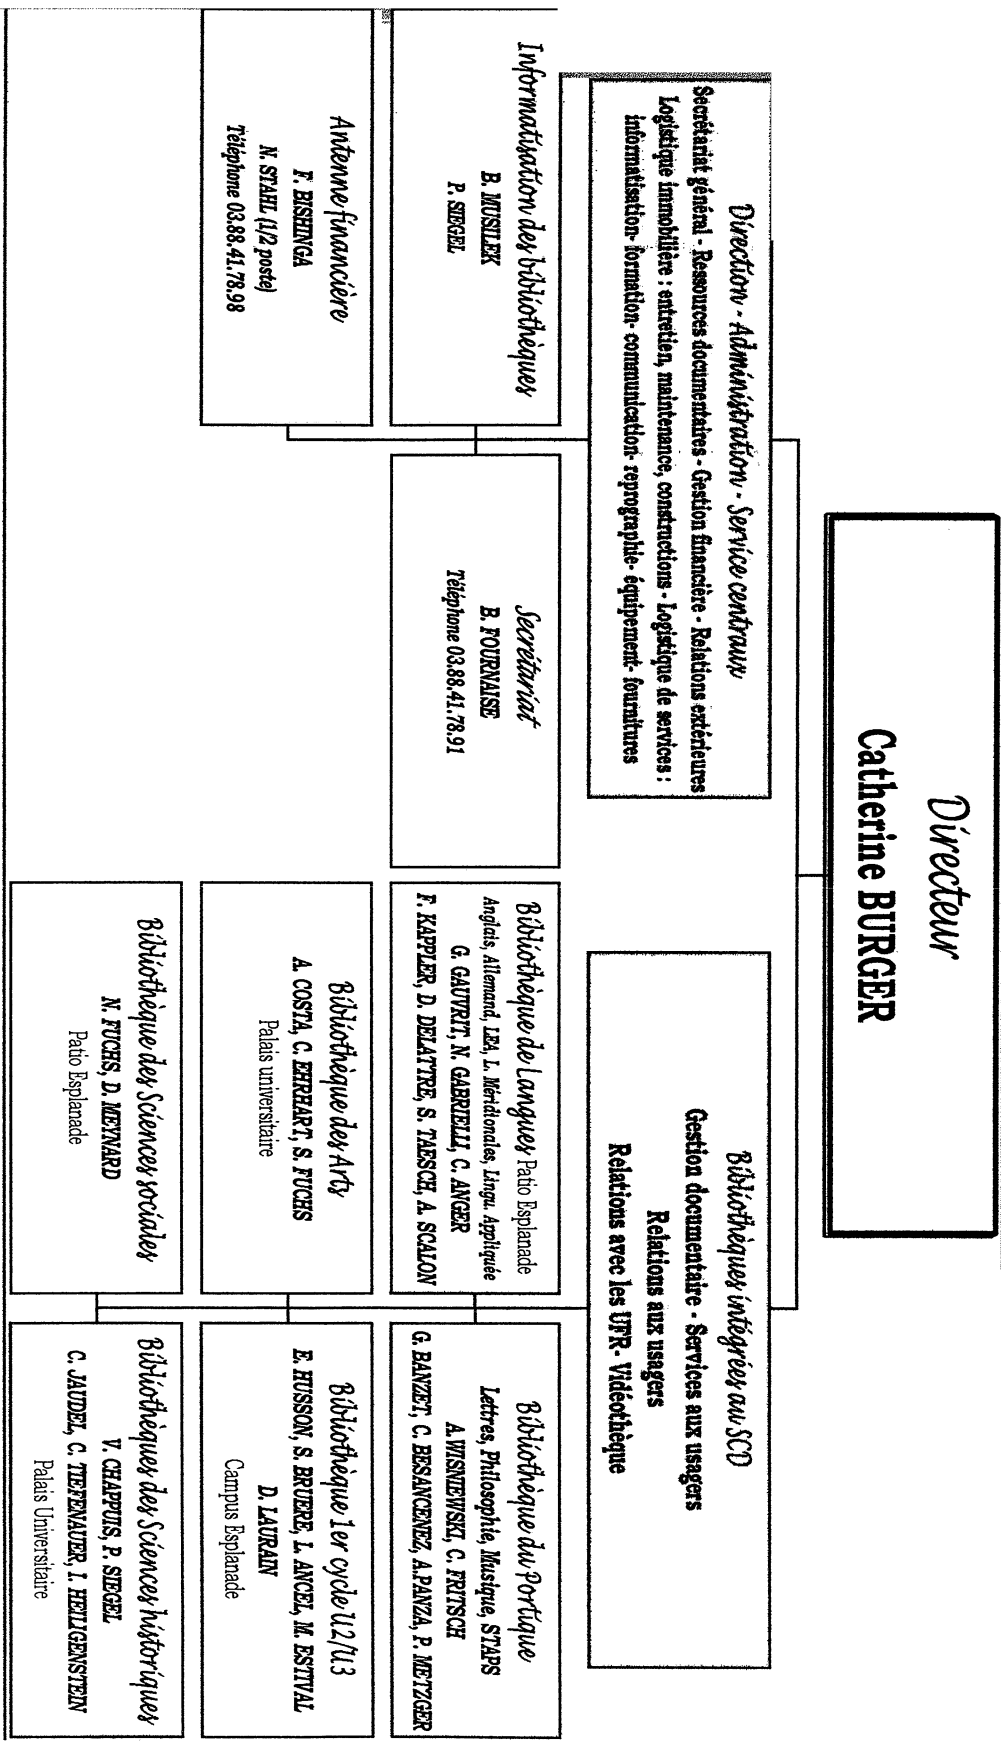 Directeur
Catherine BURGER
Direction - Administration - Service centraux
Secrétariat général - Ressources documentaires - Gestion financière - Relations extérieures
Logistique immobilière : entretien, maintenance, constructions - Logistique de services :
informatisation- formation- communication- reprographie- équipement- fournitures
Informatisation des bibliothèques
B. MUSILEK
P. SIEGEL
Secrétariat
B. FOURNAISE
Téléphone 03.88.41.78.91
Antenne financière
F. BISHINGA
N. STAHL (1/2 poste)
Téléphone 03.88.41.78.98
Bibliothèques intégrées au SCD
Gestion documentaire - Services aux usagers
Relations aux usagers
Relations avec les UFR- Vidéothèque
Bibliothèque de Langues Patio Esplanade
Anglais, Allemand, LEA, L. Méridionales, Lingu. Appliquée
G. GAUVRIT, N. GABRIELLI, C. ANGER
F. KAPPLER, D. DELATTRE, S. TAESCH, A. SCALON
Bibliothèque du Portique
Lettres, Philosophie, Musique, STAPS
A.WISNIEWSKI, C. FRITSCH
G.BANZET, C. BESANCENEZ, A.PANZA, P. METZGER
Bibliothèque des Arts
A. COSTA, C. EHRHART, S. FUCHS
Palais universitaire
Bibliothèque 1er cycle U2/U3
E. HUSSON, S. BRUERE, L. ANCEL, M. ESTIVAL
D. LAURAIN
Campus Esplanade
Bibliothèque des Sciences sociales
N. FUCHS, D. MEYNARD
Patio Esplanade
Bibliothèques des Sciences historiques
V. CHAPPUIS, P. SIEGEL
C. JAUDEL, C. TIEFENAUER, I. HEILIGENSTEIN
Palais Universitaire